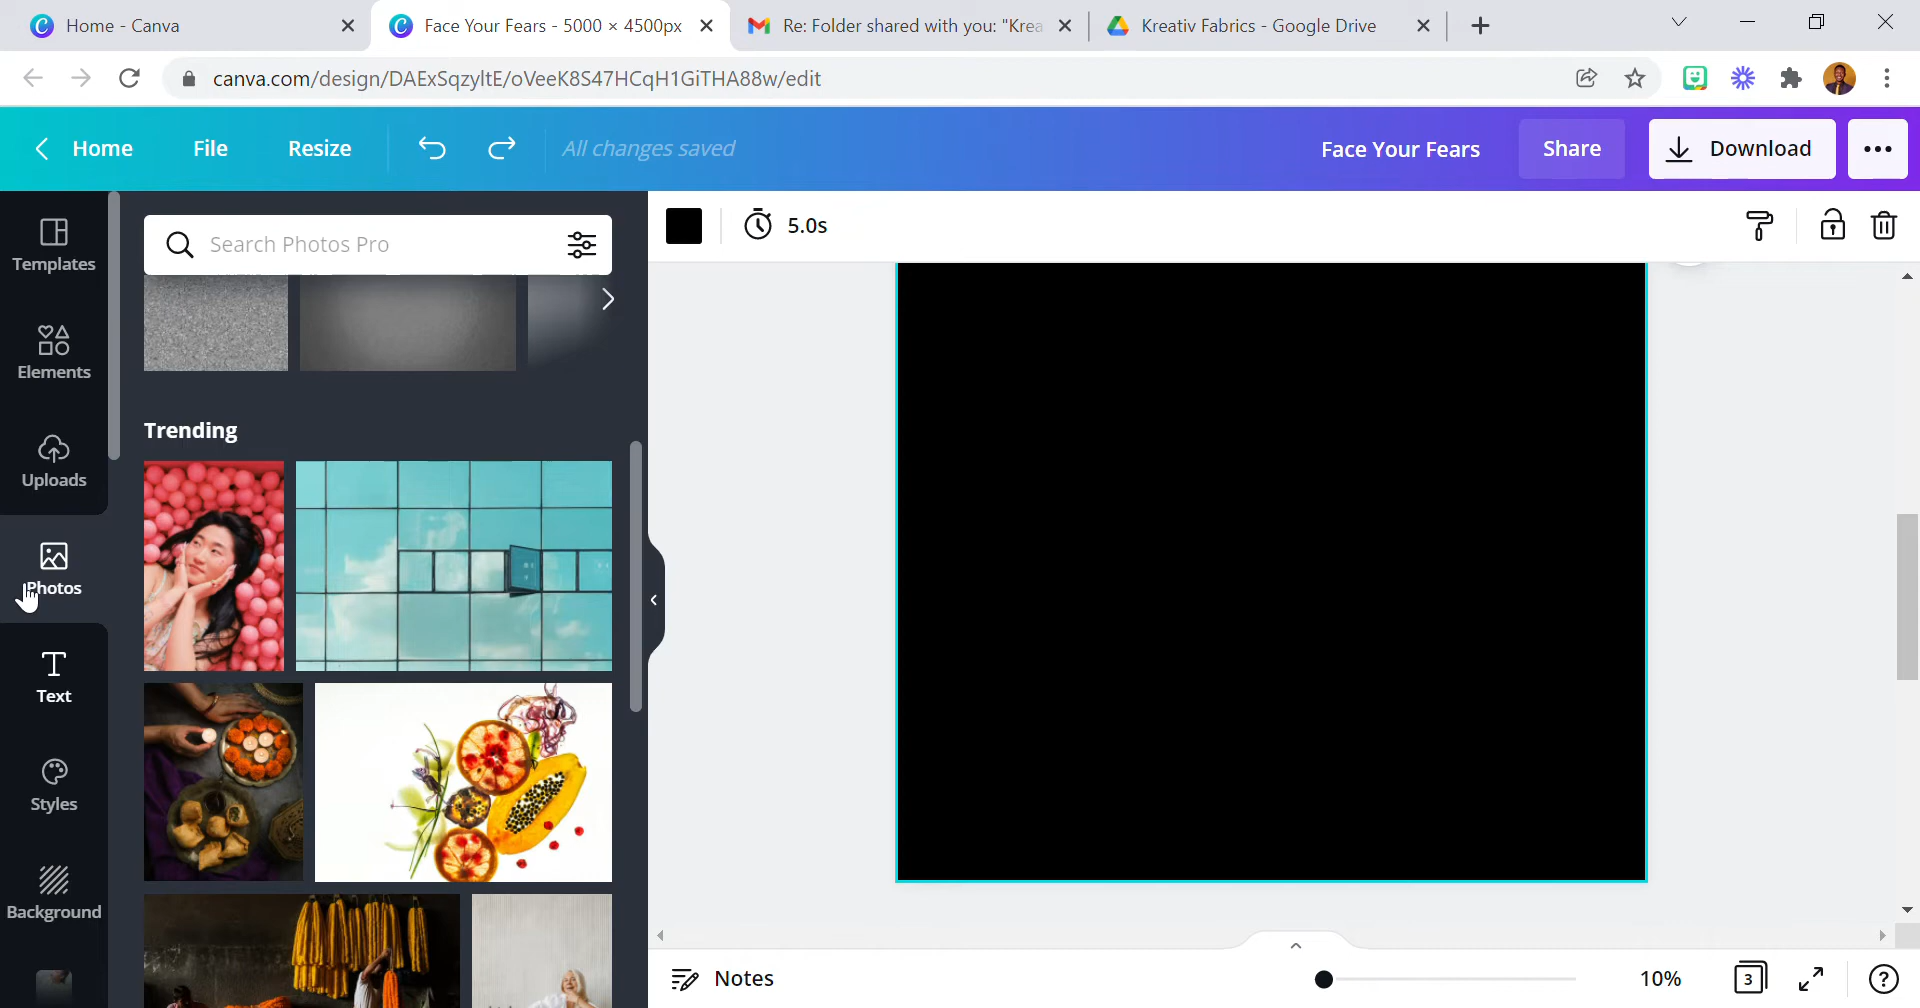 Home - Canva
Face Your Fears - 5000 × 4500px
Re: Folder shared with you: "Krea
Kreativ Fabrics - Google Drive
canva.com/design/DAExSqzyltE/oVeeK8S47HCqH1GiTHA88w/edit
Home
File
Resize
All changes saved
Face Your Fears
Share
Download
Templates
Elements
Uploads
Photos
Text
Styles
Background
Search Photos Pro
5.0s
Trending
Notes
10%
3